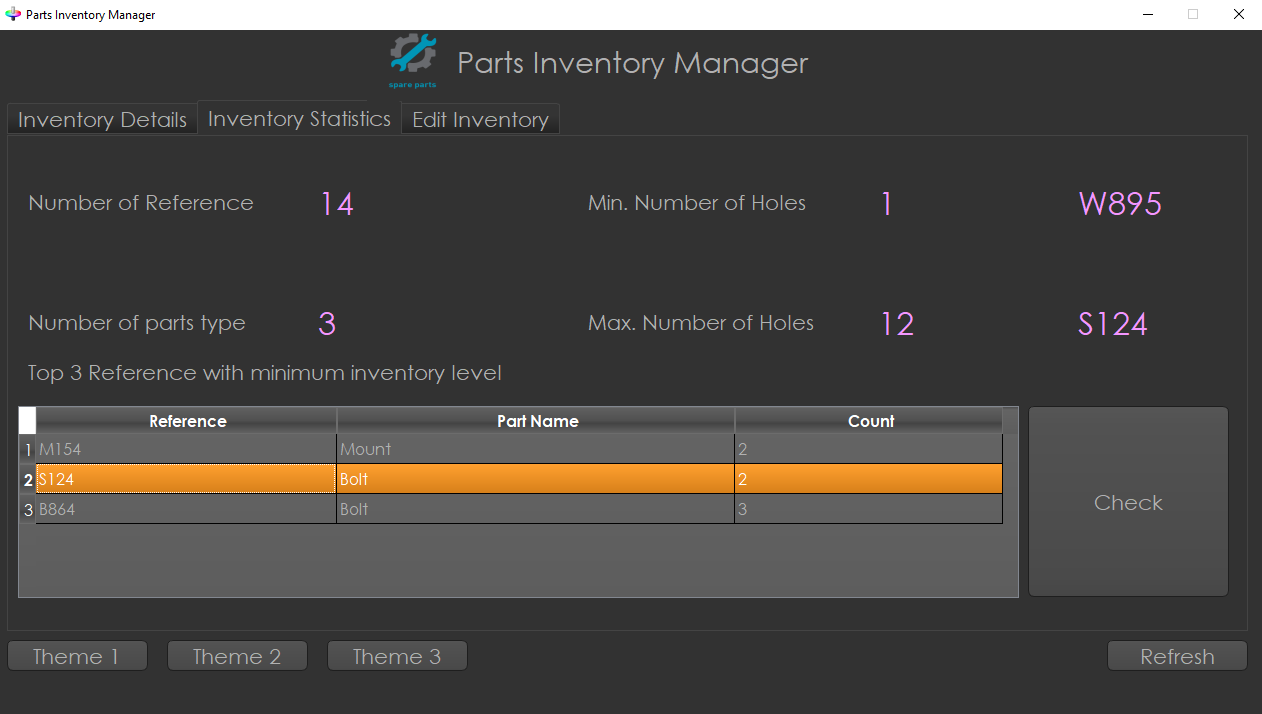 Parts Inventory Manager
spare parts
Parts Inventory Manager
Inventory Details Inventory Statistics Edit Inventory
Number of Reference 14 Min. Number of Holes 1 W895
Number of parts type 3 Max. Number of Holes 12 S124
Top 3 Reference with minimum inventory level
Reference Part Name Count
1 M154 Mount 2
2 S124 Bolt 2
3 B864 Bolt 3
Check
Theme 1 Theme 2 Theme 3 Refresh